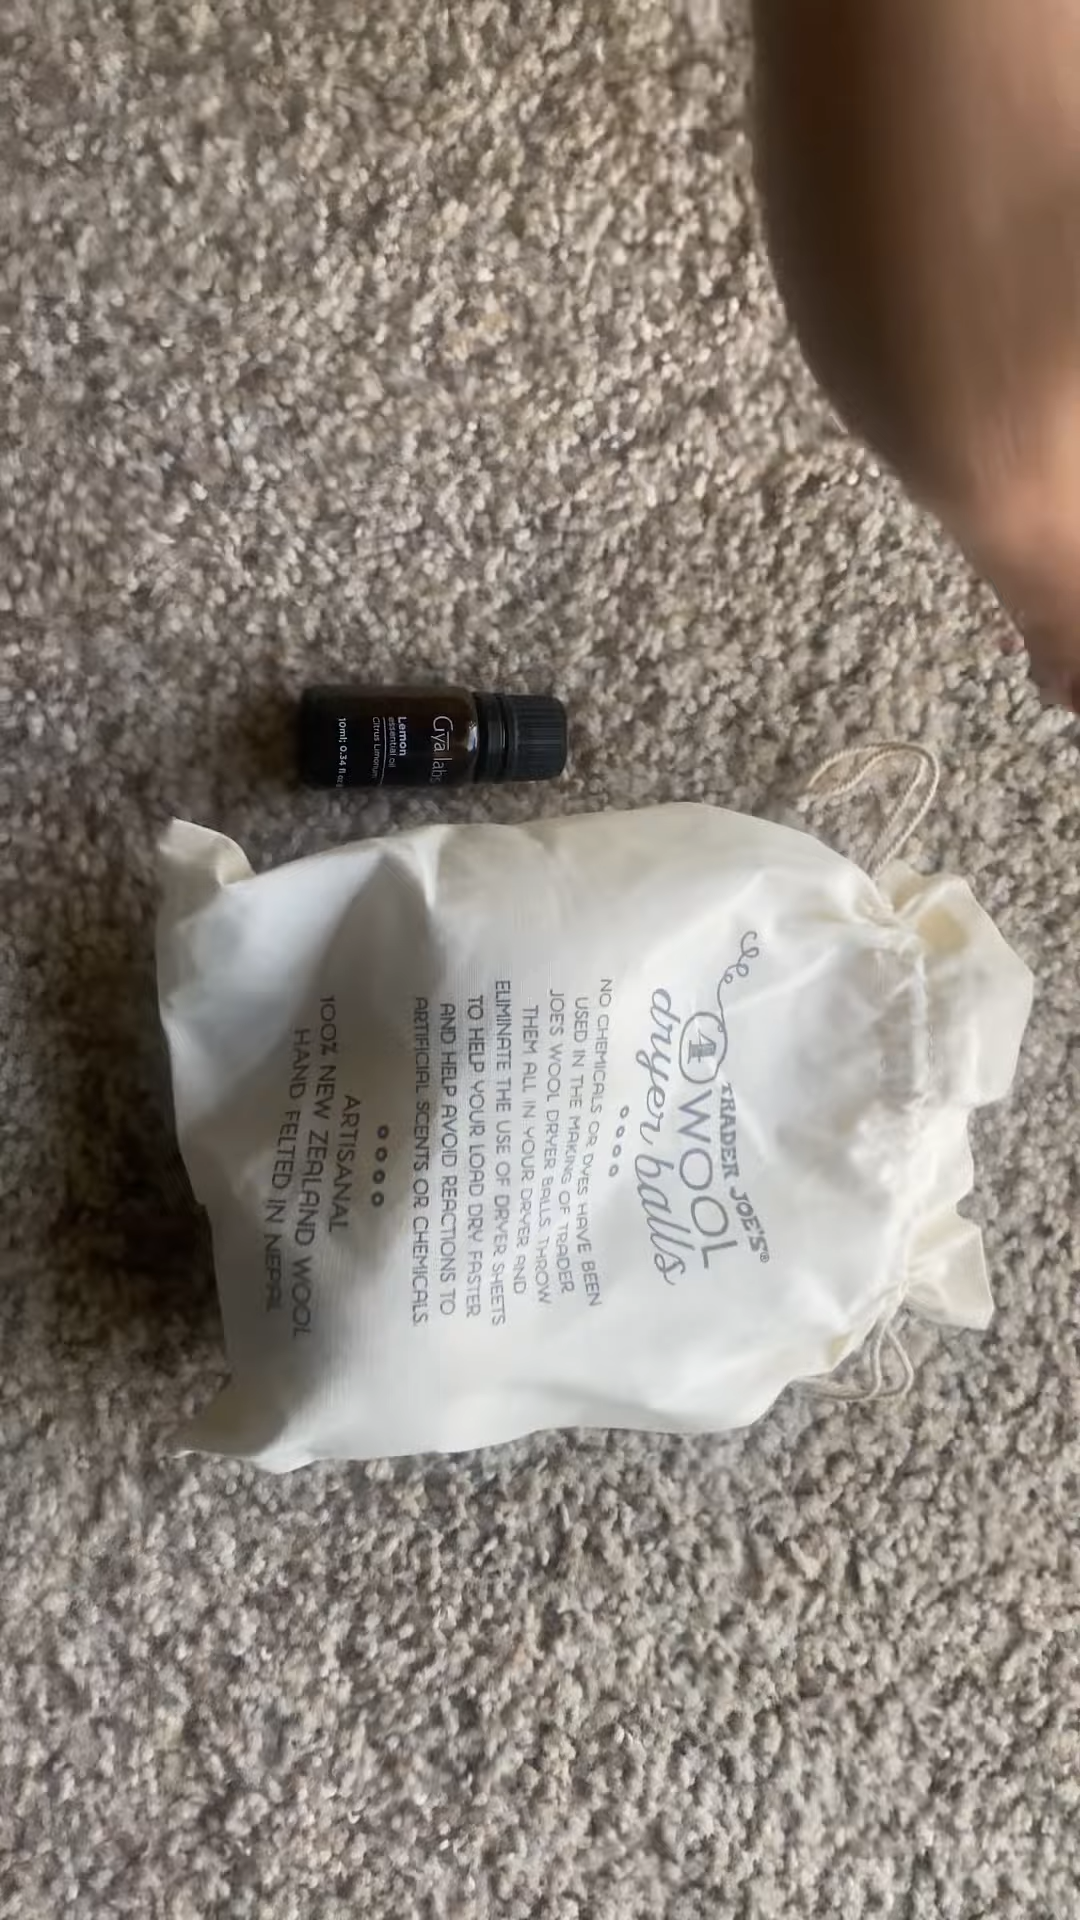 Gya labs
Lemon
essential oil
Citrus Limonum
10ml; 0.34 fl oz
TRADER JOE'S®
4 WOOL
dryer balls
NO CHEMICALS OR DYES HAVE BEEN
USED IN THE MAKING OF TRADER
JOE'S WOOL DRYER BALLS. THROW
THEM ALL IN YOUR DRYER AND
ELIMINATE THE USE OF DRYER SHEETS
TO HELP YOUR LOAD DRY FASTER
AND HELP AVOID REACTIONS TO
ARTIFICIAL SCENTS OR CHEMICALS.
ARTISANAL
100% NEW ZEALAND WOOL
HAND FELTED IN NEPAL